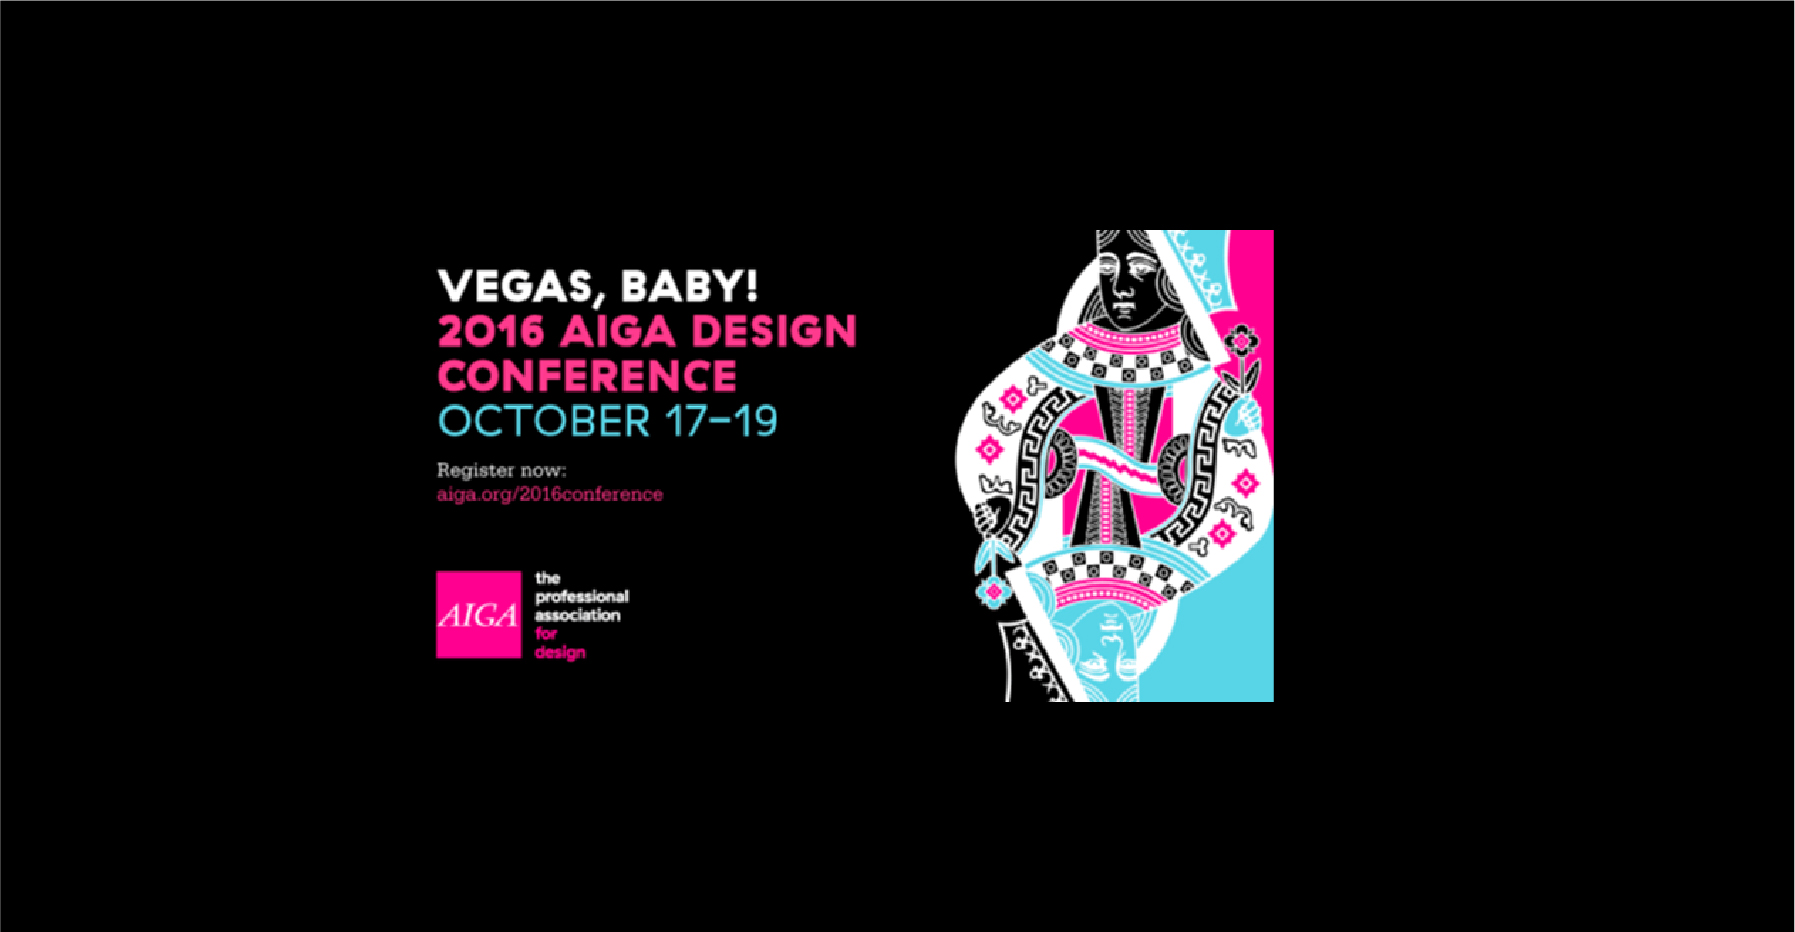 VEGAS, BABY!
2016 AIGA DESIGN
CONFERENCE
OCTOBER 17–19
Register now:
aiga.org/2016conference
AIGA
the
professional
association
for
design